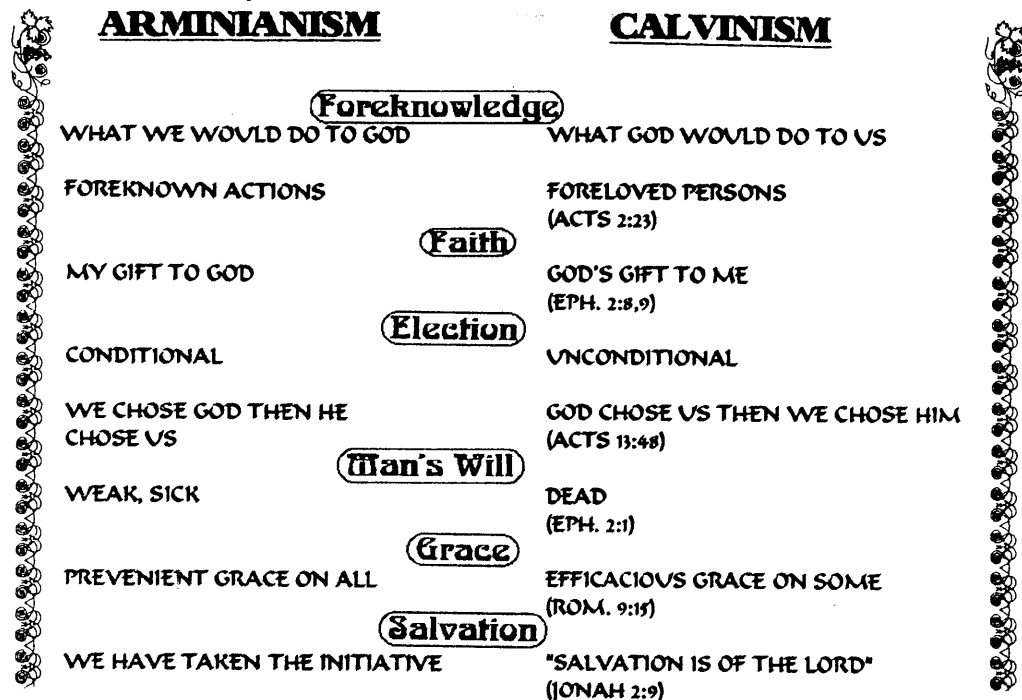 ARMINIANISM CALVINISM
Foreknowledge
WHAT WE WOULD DO TO GOD WHAT GOD WOULD DO TO US
FOREKNOWN ACTIONS FORELOVED PERSONS
(ACTS 2:23)
Faith
MY GIFT TO GOD GOD'S GIFT TO ME
(EPH. 2:8,9)
Election
CONDITIONAL UNCONDITIONAL
WE CHOSE GOD THEN HE GOD CHOSE US THEN WE CHOSE HIM
CHOSE US (ACTS 13:48)
Man's Will
WEAK, SICK DEAD
(EPH. 2:1)
Grace
PREVENIENT GRACE ON ALL EFFICACIOUS GRACE ON SOME
(ROM. 9:15)
Salvation
WE HAVE TAKEN THE INITIATIVE "SALVATION IS OF THE LORD"
(JONAH 2:9)